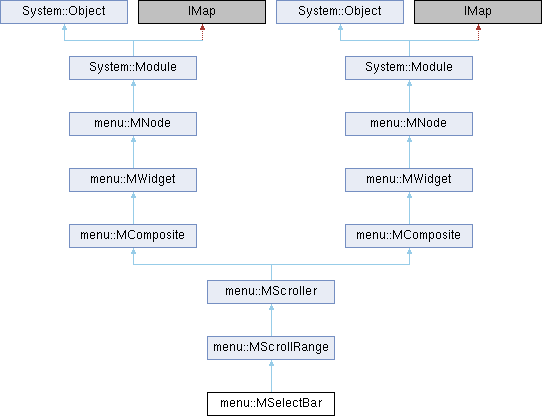 System::Object
IMap
System::Object
IMap
System::Module
System::Module
menu::MNode
menu::MNode
menu::MWidget
menu::MWidget
menu::MComposite
menu::MComposite
menu::MScroller
menu::MScrollRange
menu::MSelectBar